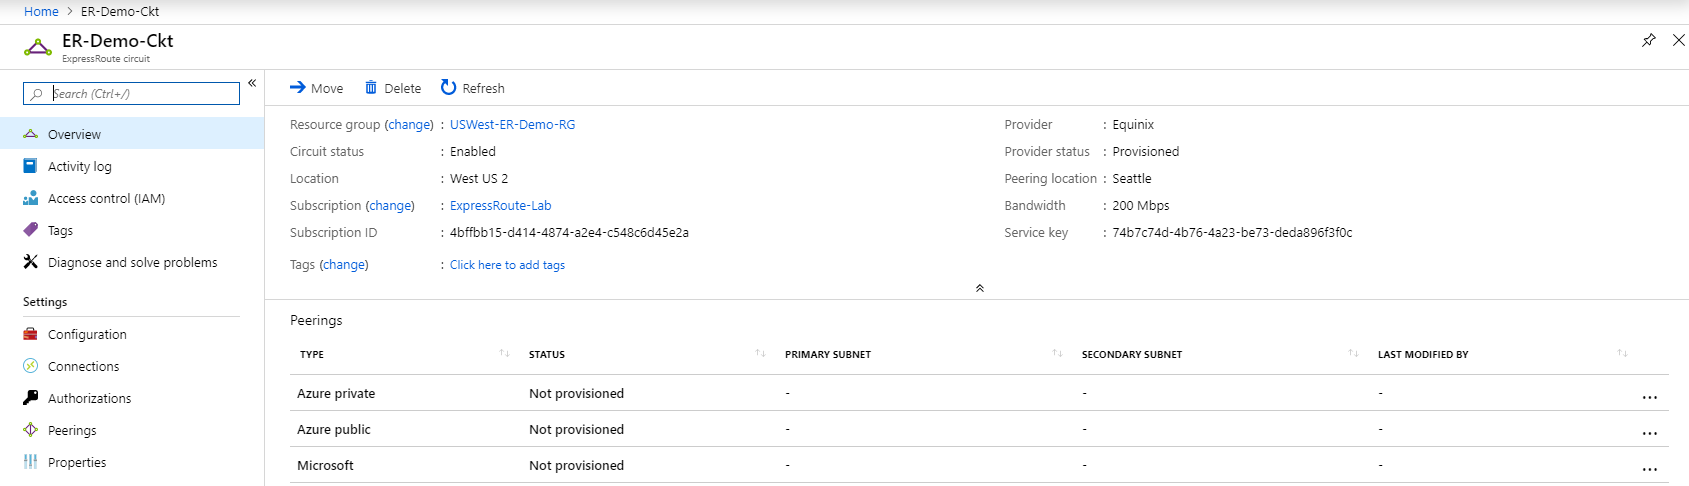 Home > ER-Demo-Ckt
ER-Demo-Ckt
ExpressRoute circuit
Search (Ctrl+/)
Overview
Activity log
Access control (IAM)
Tags
Diagnose and solve problems
Settings
Configuration
Connections
Authorizations
Peerings
Properties
Move Delete Refresh
Resource group (change) : USWest-ER-Demo-RG
Circuit status : Enabled
Location : West US 2
Subscription (change) : ExpressRoute-Lab
Subscription ID : 4bffbb15-d414-4874-a2e4-c548c6d45e2a
Tags (change) : Click here to add tags
Provider : Equinix
Provider status : Provisioned
Peering location : Seattle
Bandwidth : 200 Mbps
Service key : 74b7c74d-4b76-4a23-be73-deda896f3f0c
Peerings
TYPE STATUS PRIMARY SUBNET SECONDARY SUBNET LAST MODIFIED BY
Azure private Not provisioned - - - ...
Azure public Not provisioned - - - ...
Microsoft Not provisioned - - - ...